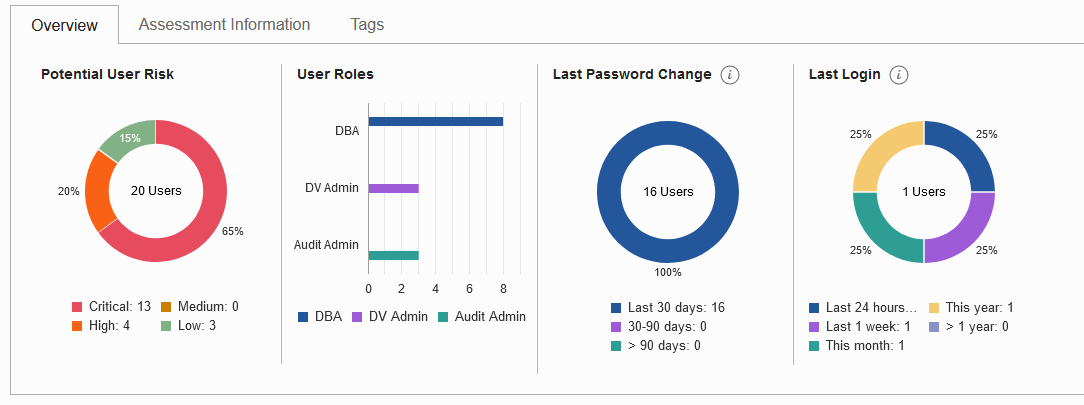 Overview
Assessment Information
Tags
Potential User Risk
15%
20 Users
20%
65%
Critical: 13
Medium: 0
High: 4
Low: 3
User Roles
DBA
DV Admin
Audit Admin
0 2 4 6 8
DBA
DV Admin
Audit Admin
Last Password Change i
16 Users
100%
Last 30 days: 16
30-90 days: 0
> 90 days: 0
Last Login i
25%
25%
1 Users
25%
25%
Last 24 hours...
This year: 1
Last 1 week: 1
> 1 year: 0
This month: 1